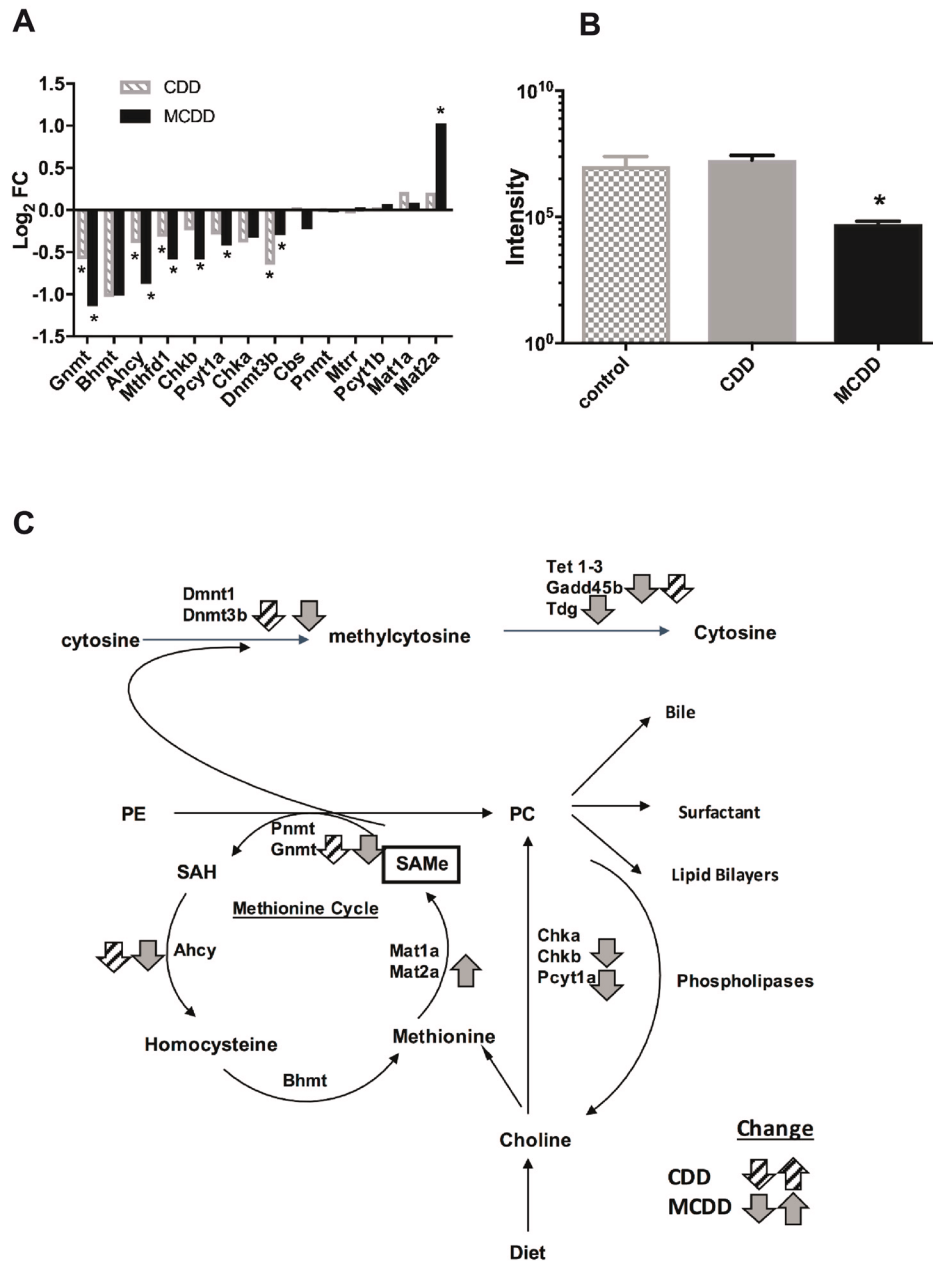 A
B
CDD
MCDD
1.5
1.0
0.5
0.0
-0.5
-1.0
-1.5
Log2 FC
*
*
*
*
*
*
*
*
*
*
*
Gnmt
Bhmt
Ahcy
Mthfd1
Chkb
Pcyt1a
Chka
Dnmt3b
Cbs
Pnmt
Mtrr
Pcyt1b
Mat1a
Mat2a
Intensity
10^10
10^5
10^0
*
control
CDD
MCDD
C
Dmnt1
Dnmt3b
Tet 1-3
Gadd45b
Tdg
cytosine
methylcytosine
Cytosine
Bile
PE
PC
Surfactant
Pnmt
Gnmt
SAMe
SAH
Lipid Bilayers
Methionine Cycle
Ahcy
Mat1a
Mat2a
Chka
Chkb
Pcyt1a
Phospholipases
Homocysteine
Methionine
Bhmt
Choline
Change
CDD
MCDD
Diet